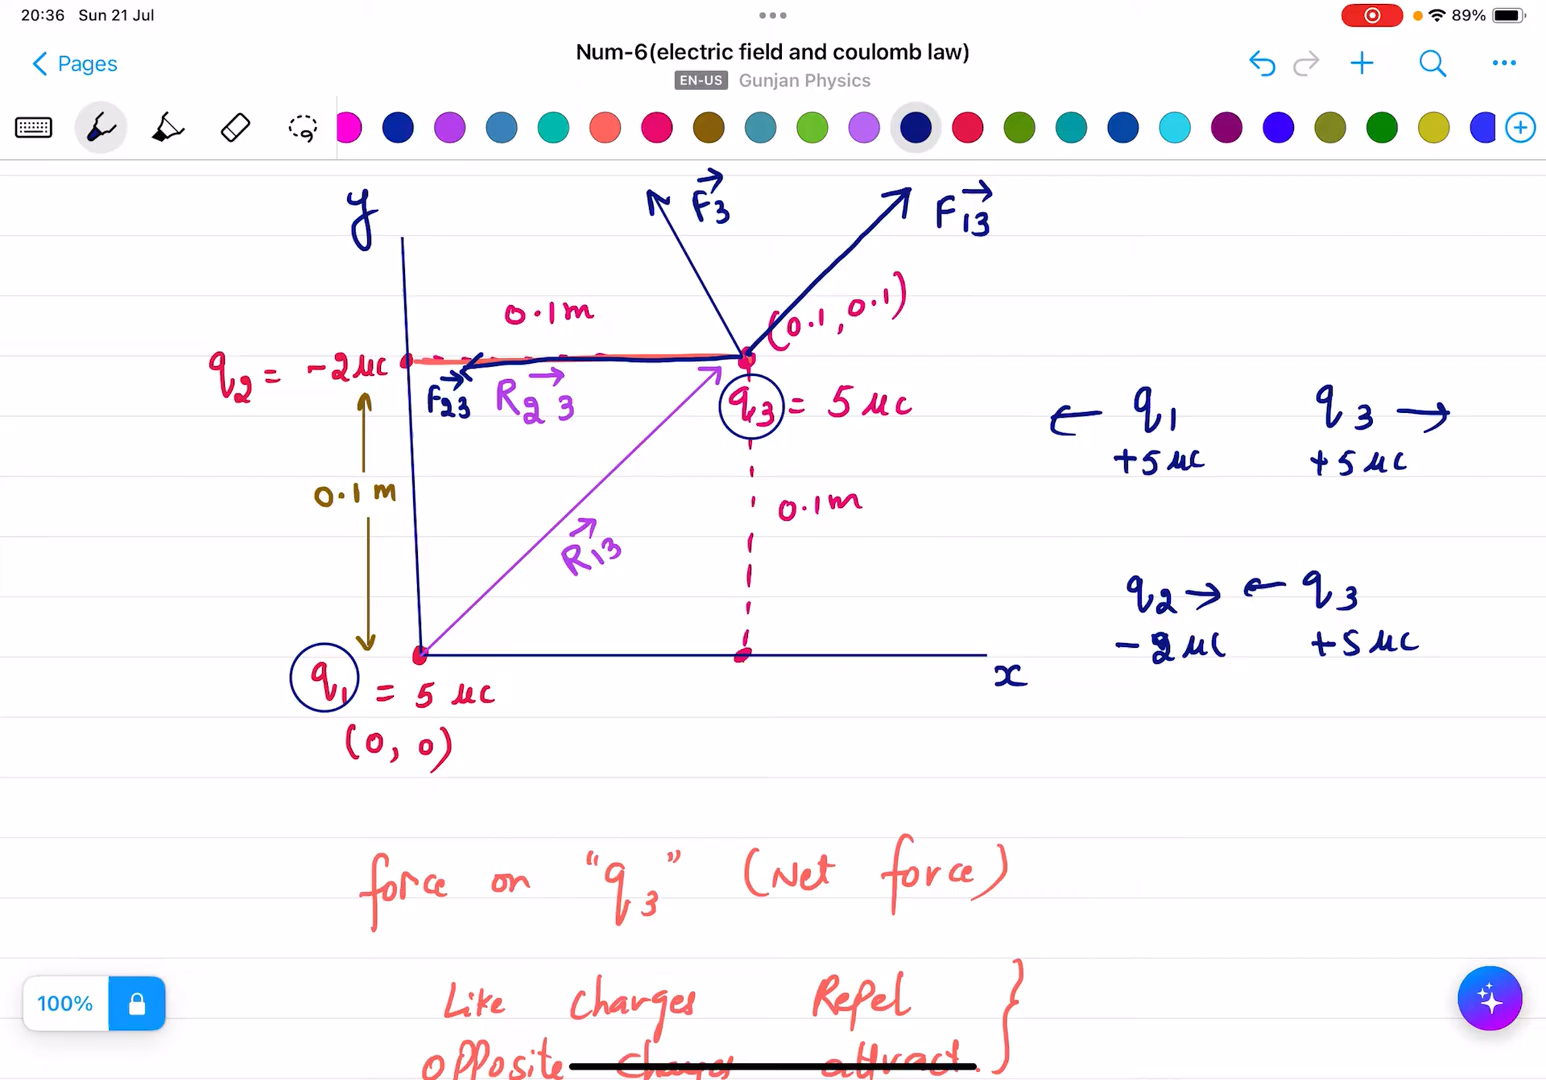 20:36 Sun 21 Jul
89%
Pages
Num-6(electric field and coulomb law)
EN-US Gunjan Physics
y
F₃
F₁₃
0.1m
(0.1, 0.1)
q₂ = -2μc
F₂₃
R₂₃
q₃ = 5 μc
← q₁ q₃ →
+5μc +5μc
0.1m
0.1m
R₁₃
q₂ → ← q₃
-2μc +5μc
x
q₁ = 5 μc
(0, 0)
force on "q₃" (Net force)
Like charges Repel
opposite charges attract.
100%